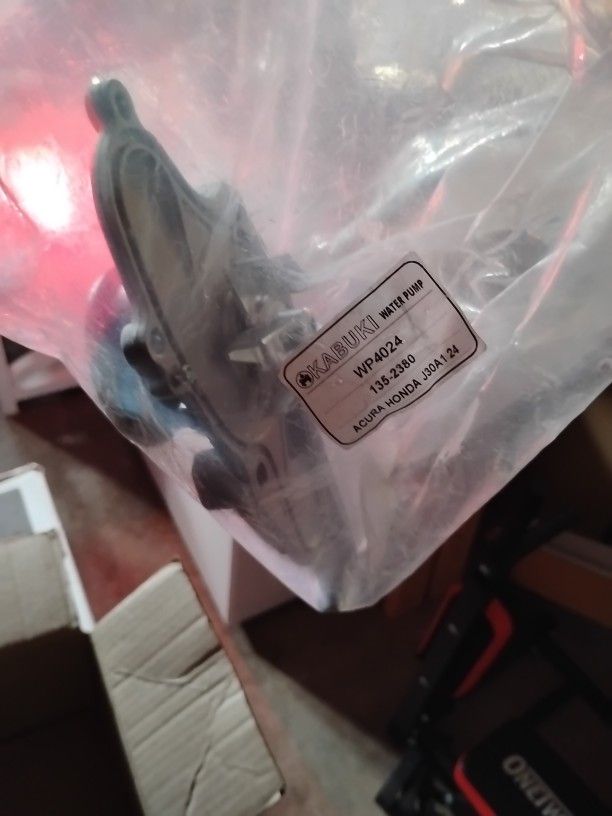 KABUKI WATER PUMP
WP4024
135-2380
ACURA HONDA J30A1 24